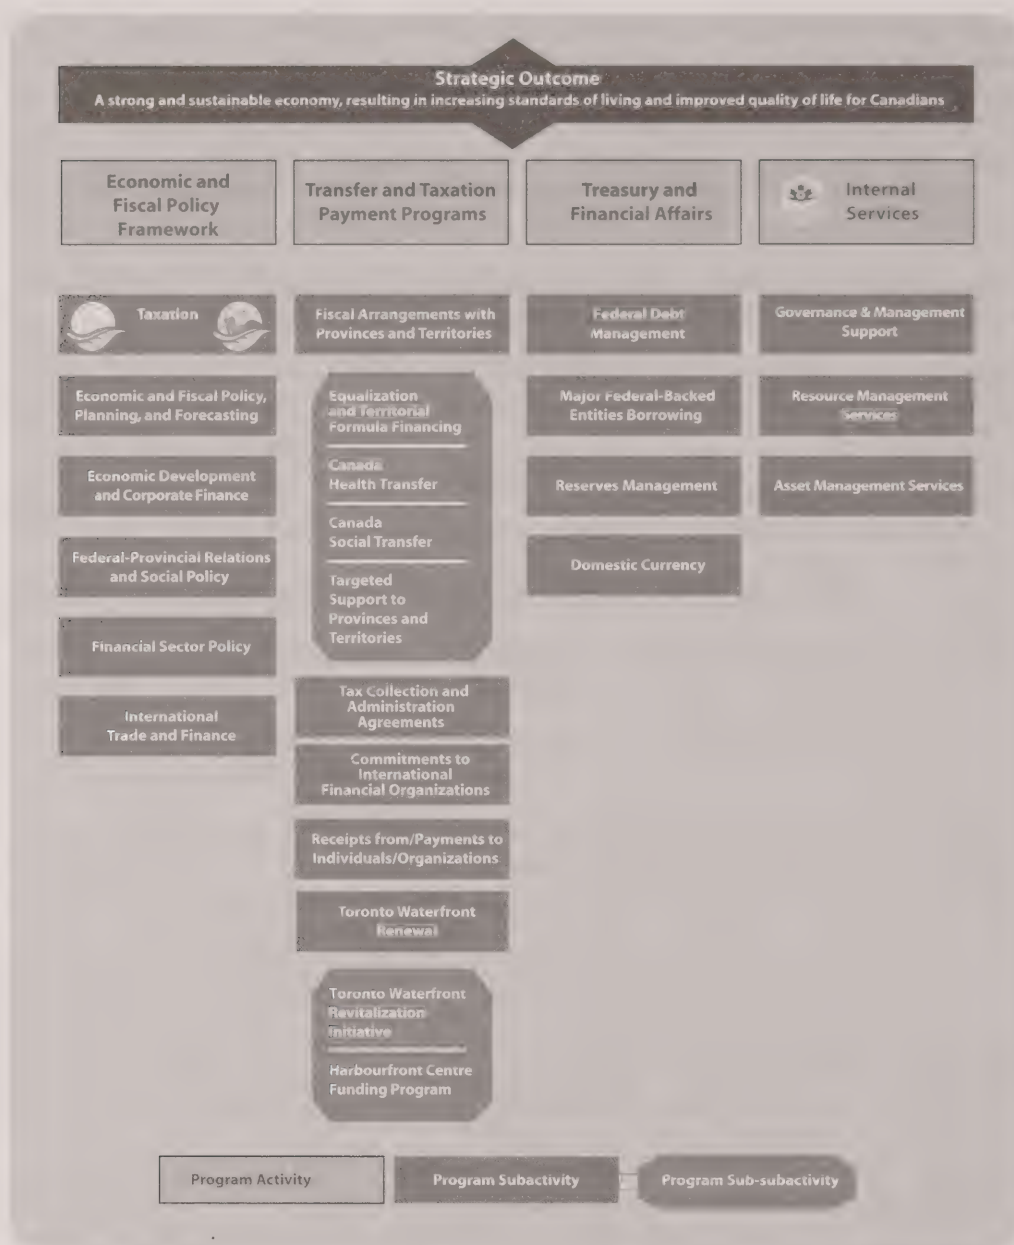 Strategic Outcome
A strong and sustainable economy, resulting in increasing standards of living and improved quality of life for Canadians
Economic and
Fiscal Policy
Framework
Transfer and Taxation
Payment Programs
Treasury and
Financial Affairs
Internal
Services
Taxation
Economic and Fiscal Policy,
Planning, and Forecasting
Economic Development
and Corporate Finance
Federal-Provincial Relations
and Social Policy
Financial Sector Policy
International
Trade and Finance
Fiscal Arrangements with
Provinces and Territories
Equalization
and Territorial
Formula Financing
Canada
Health Transfer
Canada
Social Transfer
Targeted
Support to
Provinces and
Territories
Tax Collection and
Administration
Agreements
Commitments to
International
Financial Organizations
Receipts from/Payments to
Individuals/Organizations
Toronto Waterfront
Renewal
Toronto Waterfront
Revitalization
Initiative
Harbourfront Centre
Funding Program
Federal Debt
Management
Major Federal-Backed
Entities Borrowing
Reserves Management
Domestic Currency
Governance & Management
Support
Resource Management
Services
Asset Management Services
Program Activity
Program Subactivity
Program Sub-subactivity